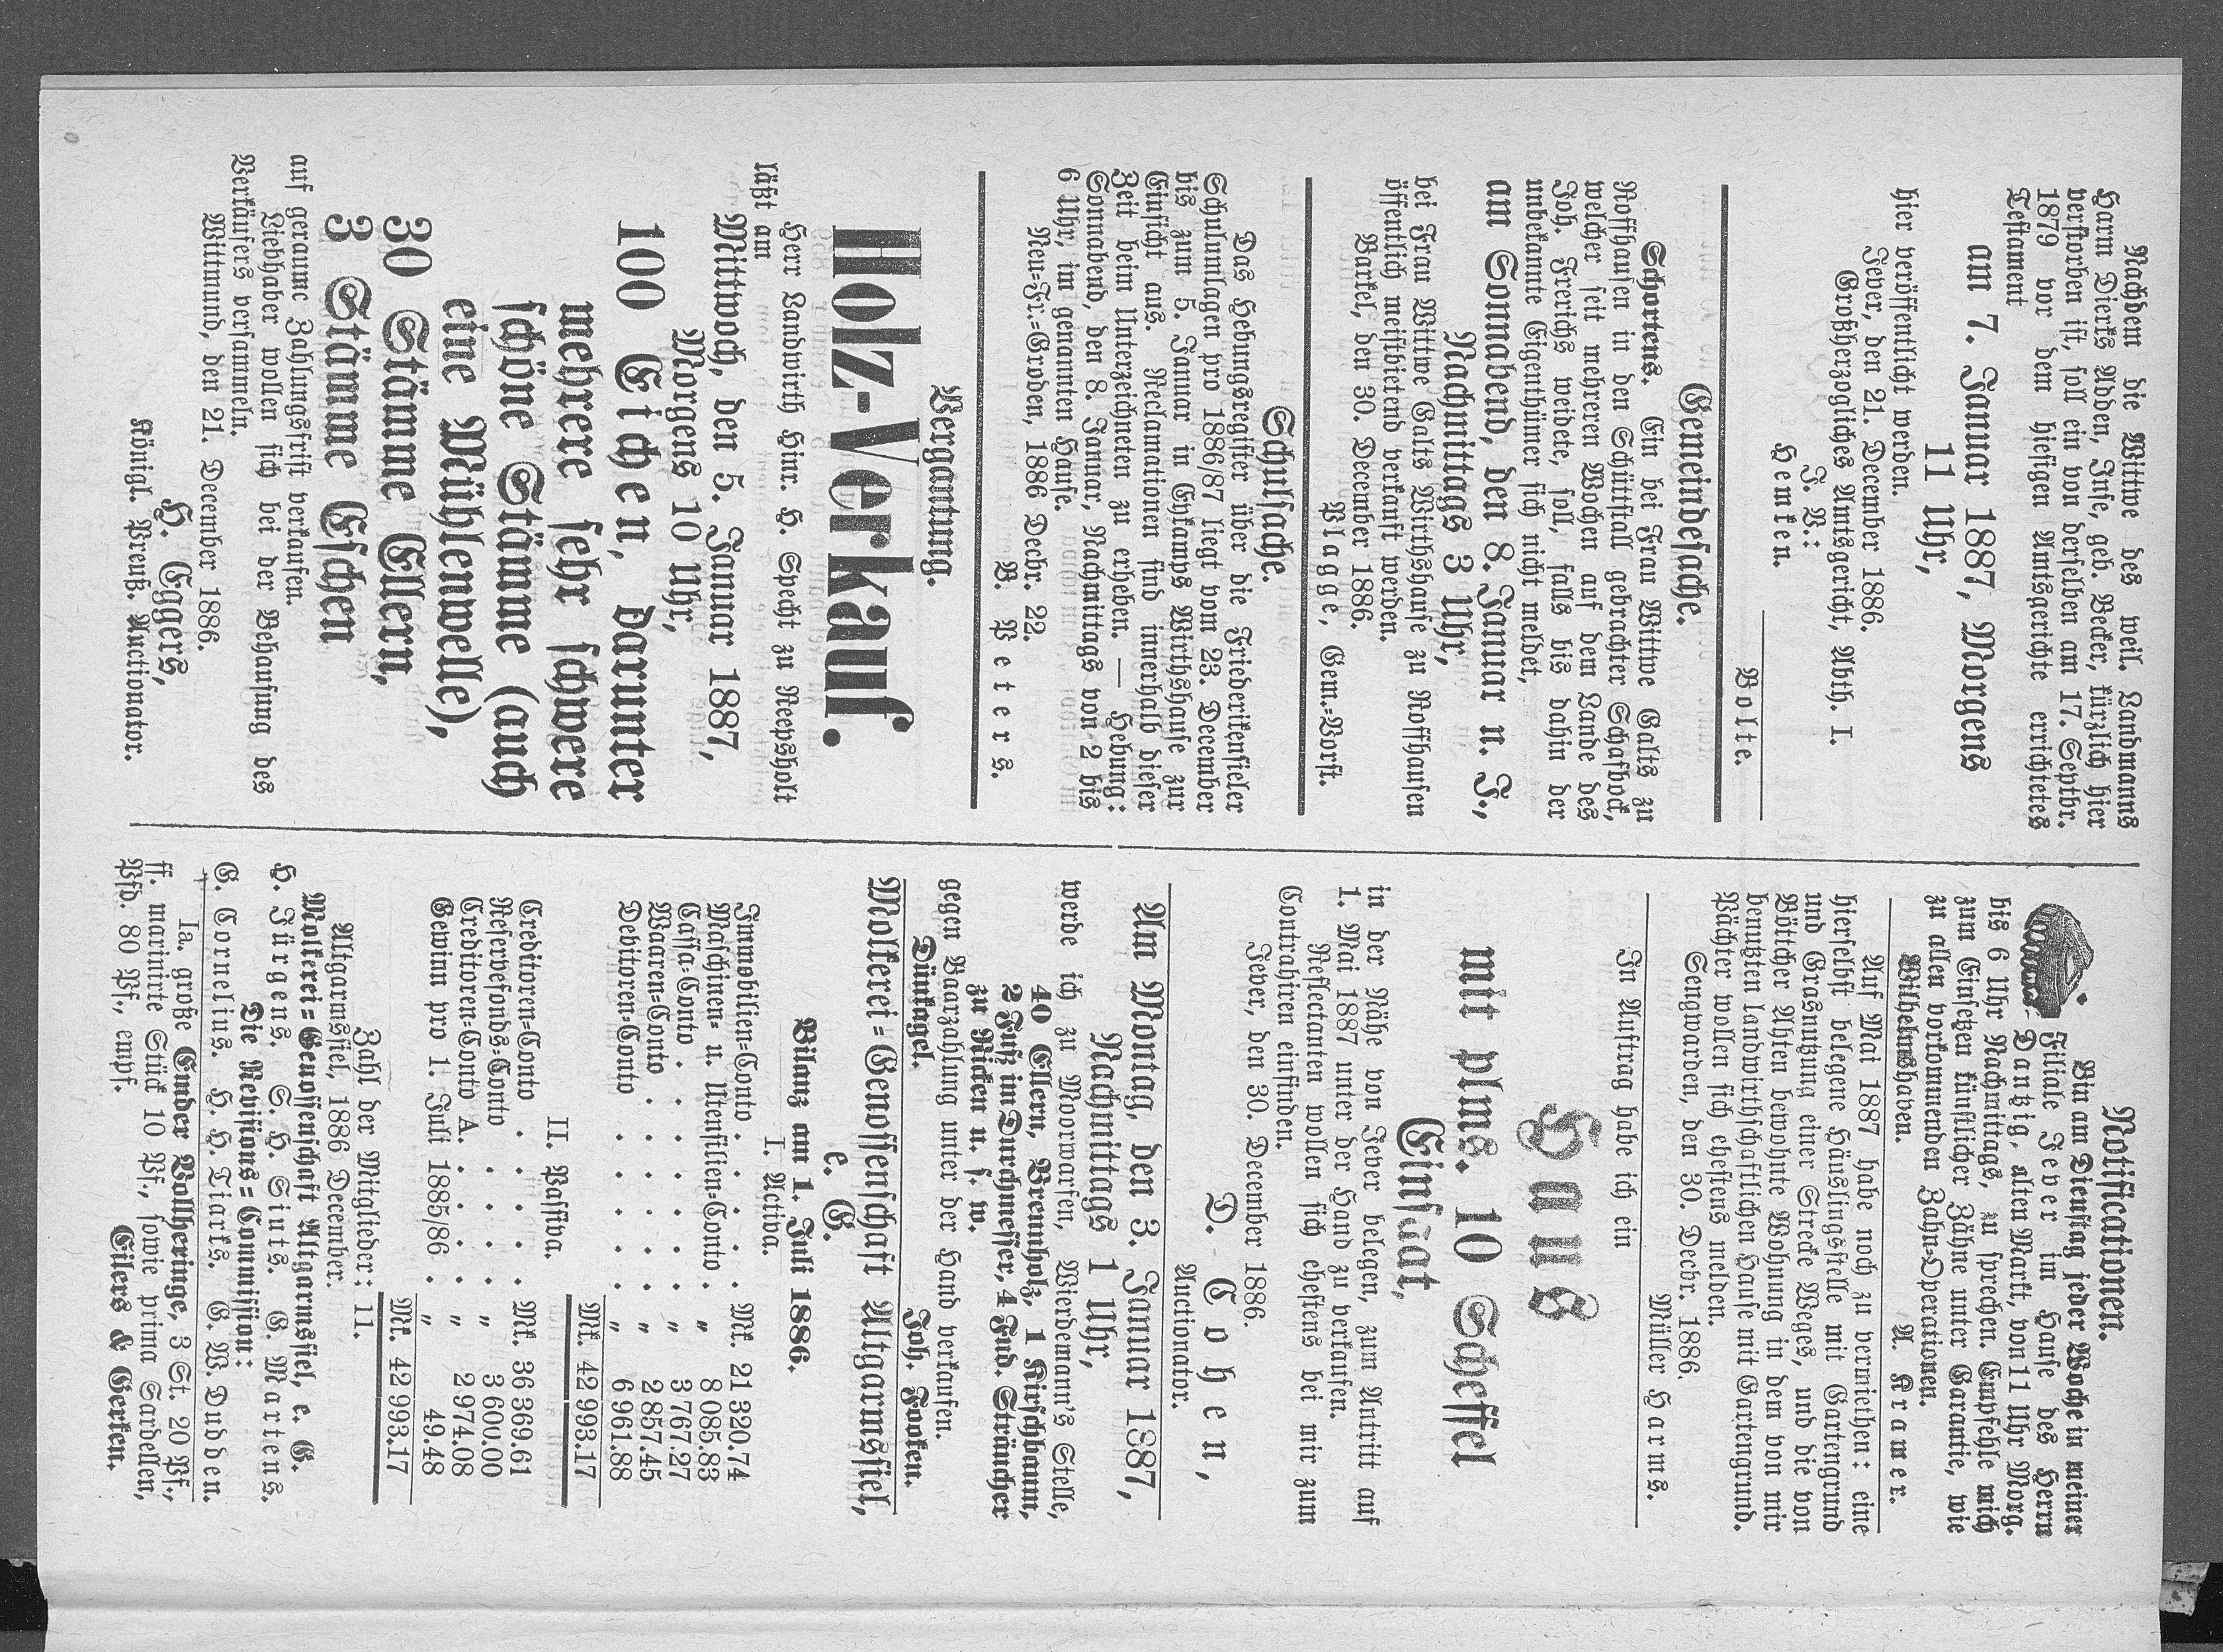 Nachdem die Wittwe des weil. Landmanns
Harm Dierks Adden, Inse, geb. Becker, kürzlich hier
verstorben ist, soll ein von derselben am 17. Septbr.
1879 vor dem hiesigen Amtsgerichte errichtetes
Testament
am 7. Januar 1887, Morgens
11 Uhr,
hier veröffentlicht werden.
Jever, den 21. December 1886.
Großherzogliches Amtsgericht, Abth. I.
J. V.:
Hemken.
Bolte.
Gemeindesache.
Schortens. Ein bei Frau Wittwe Galts zu
Roffhausen in den Schüttstall gebrachter Schafbock,
welcher seit mehreren Wochen auf dem Lande des
Joh. Frerichs weidete, soll, falls bis dahin der
unbekannte Eigenthümer sich nicht meldet,
am Sonnabend, den 8. Januar n. J.,
Nachmittags 3 Uhr,
bei Frau Wittwe Galts Wirthshause zu Roffhausen
öffentlich meistbietend verkauft werden.
Barkel, den 30. December 1886.
Plagge, Gem.=Vorst.
Schulsache.
Das Hebungsregister über die Friederikensieler
Schulumlagen pro 1886/87 liegt vom 23. December
bis zum 5. Januar in Eykamps Wirthshause zur
Einsicht aus. Reclamationen sind innerhalb dieser
Zeit beim Unterzeichneten zu erheben. — Hebung:
Sonnabend, den 8. Januar, Nachmittags von 2 bis
6 Uhr, im genannten Hause.
Neu=Fr.=Groden, 1886 Decbr. 22.
B. Peters.
Vergantung.
Holz-Verkauf.
Herr Landwirth Hinr. H. Specht zu Reepsholt
läßt am
Mittwoch, den 5. Januar 1887,
Morgens 10 Uhr,
100 Eichen, darunter
mehrere sehr schwere
schöne Stämme (auch
eine Mühlenwelle),
30 Stämme Ellern,
3 Stämme Eschen
auf geraume Zahlungsfrist verkaufen.
Liebhaber wollen sich bei der Behausung des
Verkäufers versammeln.
Wittmund, den 21. December 1886.
H. Eggers,
Königl. Preuß. Auctionator.
Notificationen.
Bin am Dienstag jeder Woche in meiner
Filiale Jever im Hause des Herrn
Danzig, alten Markt, von 11 Uhr Morg.
bis 6 Uhr Nachmittags, zu sprechen. Empfehle mich
zum Einsetzen künstlicher Zähne unter Garantie, wie
zu allen vorkommenden Zahn=Operationen.
Wilhelmshaven. A. Kramer.
Auf Mai 1887 habe noch zu vermiethen: eine
hierselbst belegene Häuslingsstelle mit Gartengrund
und Grasnutzung einer Strecke Weges, und die von
Böttcher Ahten bewohnte Wohnung in dem von mir
benutzten landwirthschaftlichen Hause mit Gartengrund.
Pächter wollen sich ehestens melden.
Sengwarden, den 30. Decbr. 1886.
Müller Harms.
In Auftrag habe ich ein
Haus
mit plms. 10 Scheffel
Einsaat,
in der Nähe von Jever belegen, zum Antritt auf
1. Mai 1887 unter der Hand zu verkaufen.
Reflectanten wollen sich ehestens bei mir zum
Contrahiren einfinden.
Jever, den 30. December 1886.
D. Cohen,
Auctionator.
Am Montag, den 3. Januar 1887,
Nachmittags 1 Uhr,
werde ich zu Moorwarfen, Wierdemann's Stelle,
40 Ellern, Brennholz, 1 Kirschbaum,
2 Fuß in Durchmesser, 4 Fud. Sträucher
zu Ricken u. s. w.
gegen Baarzahlung unter der Hand verkaufen.
Dünkagel. Joh. Fooken.
Molkerei=Genossenschaft Altgarmssiel,
e. G.
Bilanz am 1. Juli 1886.
I. Activa.
Immobilien=Conto . . . . . Mk. 21 320.74
Maschinen= u. Utensilien=Conto . „ 8 085.83
Cassa=Conto . . . . . . „ 3 767.27
Waaren=Conto . . . . . „ 2 857.45
Debitoren=Conto . . . . . „ 6 961.88
Mk. 42 993.17
II. Passiva.
Creditoren=Conto . . . . . Mk. 36 369.61
Reservefonds=Conto . . . . „ 3 600.00
Creditoren=Conto A. . . . . „ 2 974.08
Gewinn pro 1. Juli 1885/86 . „ 49.48
Mk. 42 993.17
Zahl der Mitglieder: 11.
Altgarmssiel, 1886 December.
Molkerei=Genossenschaft Altgarmssiel, e. G.
Die Revisions=Commission:
H. Jürgens. S. H. Hinrs. G. Martens.
E. Cornelius. H. H. Tiarks. G. W. Dudden.
Ia. große Emder Vollheringe, 3 St. 20 Pf.,
ff. marinirte Stück 10 Pf., sowie prima Sardellen,
Pfd. 80 Pf., empf. Eilers & Gerken.